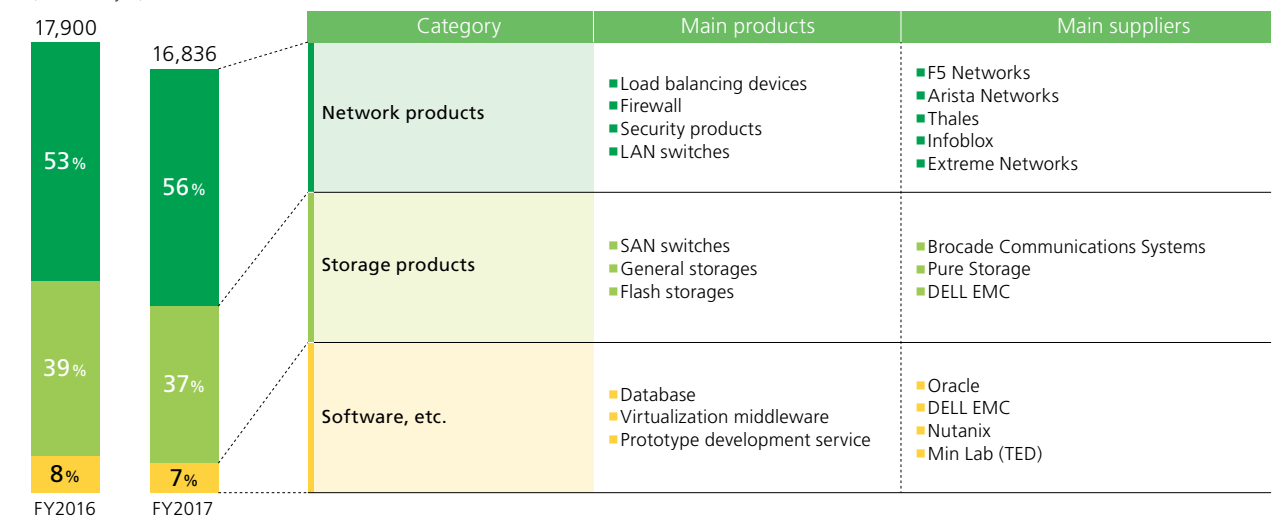 17,900
16,836
53%
56%
39%
37%
8%
7%
FY2016
FY2017
Category
Main products
Main suppliers
Network products
Load balancing devices
Firewall
Security products
LAN switches
F5 Networks
Arista Networks
Thales
Infoblox
Extreme Networks
Storage products
SAN switches
General storages
Flash storages
Brocade Communications Systems
Pure Storage
DELL EMC
Software, etc.
Database
Virtualization middleware
Prototype development service
Oracle
DELL EMC
Nutanix
Min Lab (TED)